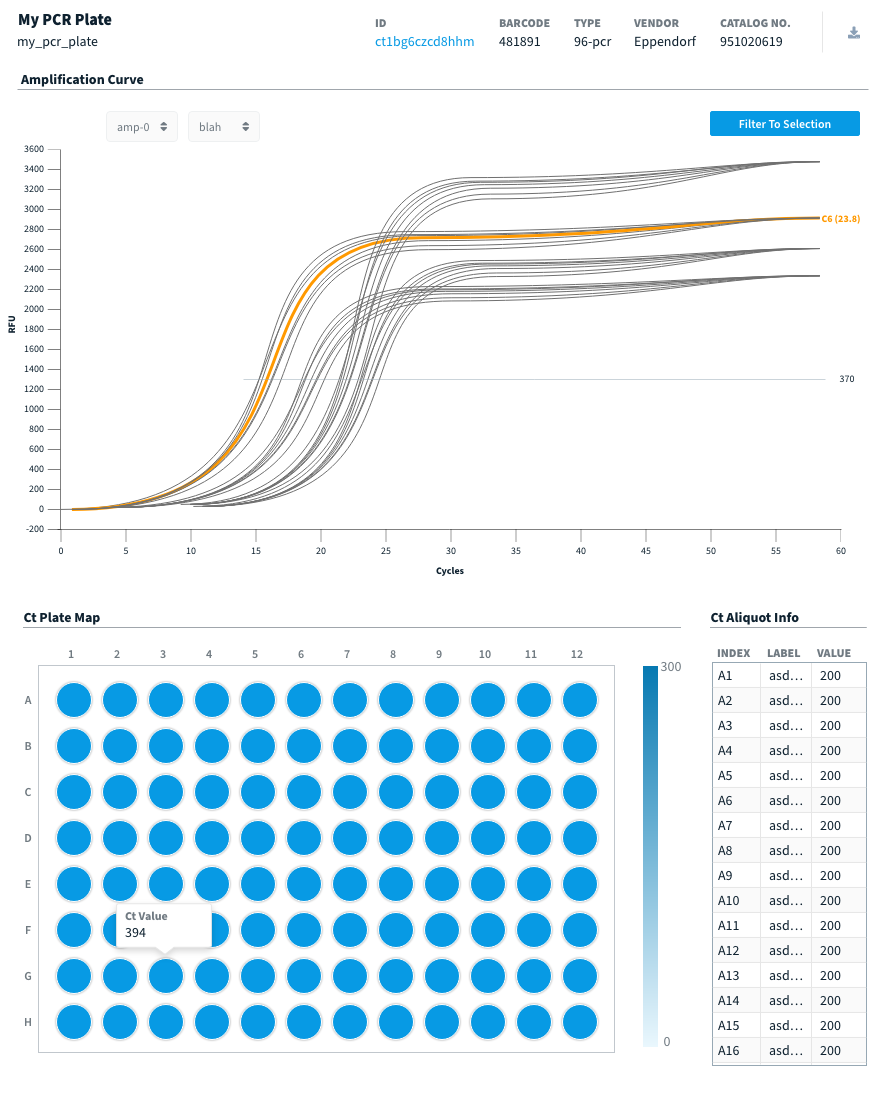 My PCR Plate
my_pcr_plate
ID BARCODE TYPE VENDOR CATALOG NO.
ct1bg6czcd8hhm 481891 96-pcr Eppendorf 951020619
Amplification Curve
amp-0 blah Filter To Selection
3600
3400
3200
3000
2800
2600
2400
2200
2000
1800
1600
1400
1200
1000
800
600
400
200
0
-200
RFU
C6 (23.8)
370
0 5 10 15 20 25 30 35 40 45 50 55 60
Cycles
Ct Plate Map
1 2 3 4 5 6 7 8 9 10 11 12
A
B
C
D
E
F
G
H
Ct Value
394
300
0
Ct Aliquot Info
INDEX LABEL VALUE
A1 asd... 200
A2 asd... 200
A3 asd... 200
A4 asd... 200
A5 asd... 200
A6 asd... 200
A7 asd... 200
A8 asd... 200
A9 asd... 200
A10 asd... 200
A11 asd... 200
A12 asd... 200
A13 asd... 200
A14 asd... 200
A15 asd... 200
A16 asd... 200